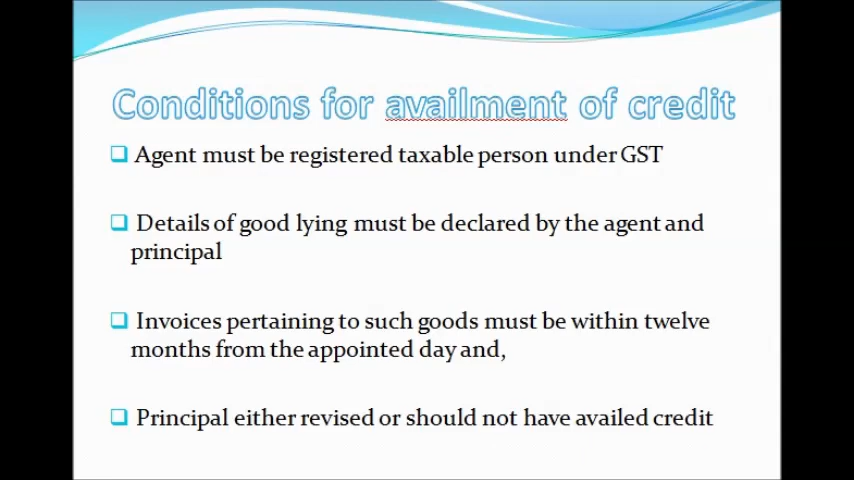 Conditions for availment of credit
Agent must be registered taxable person under GST
Details of good lying must be declared by the agent and
principal
Invoices pertaining to such goods must be within twelve
months from the appointed day and,
Principal either revised or should not have availed credit